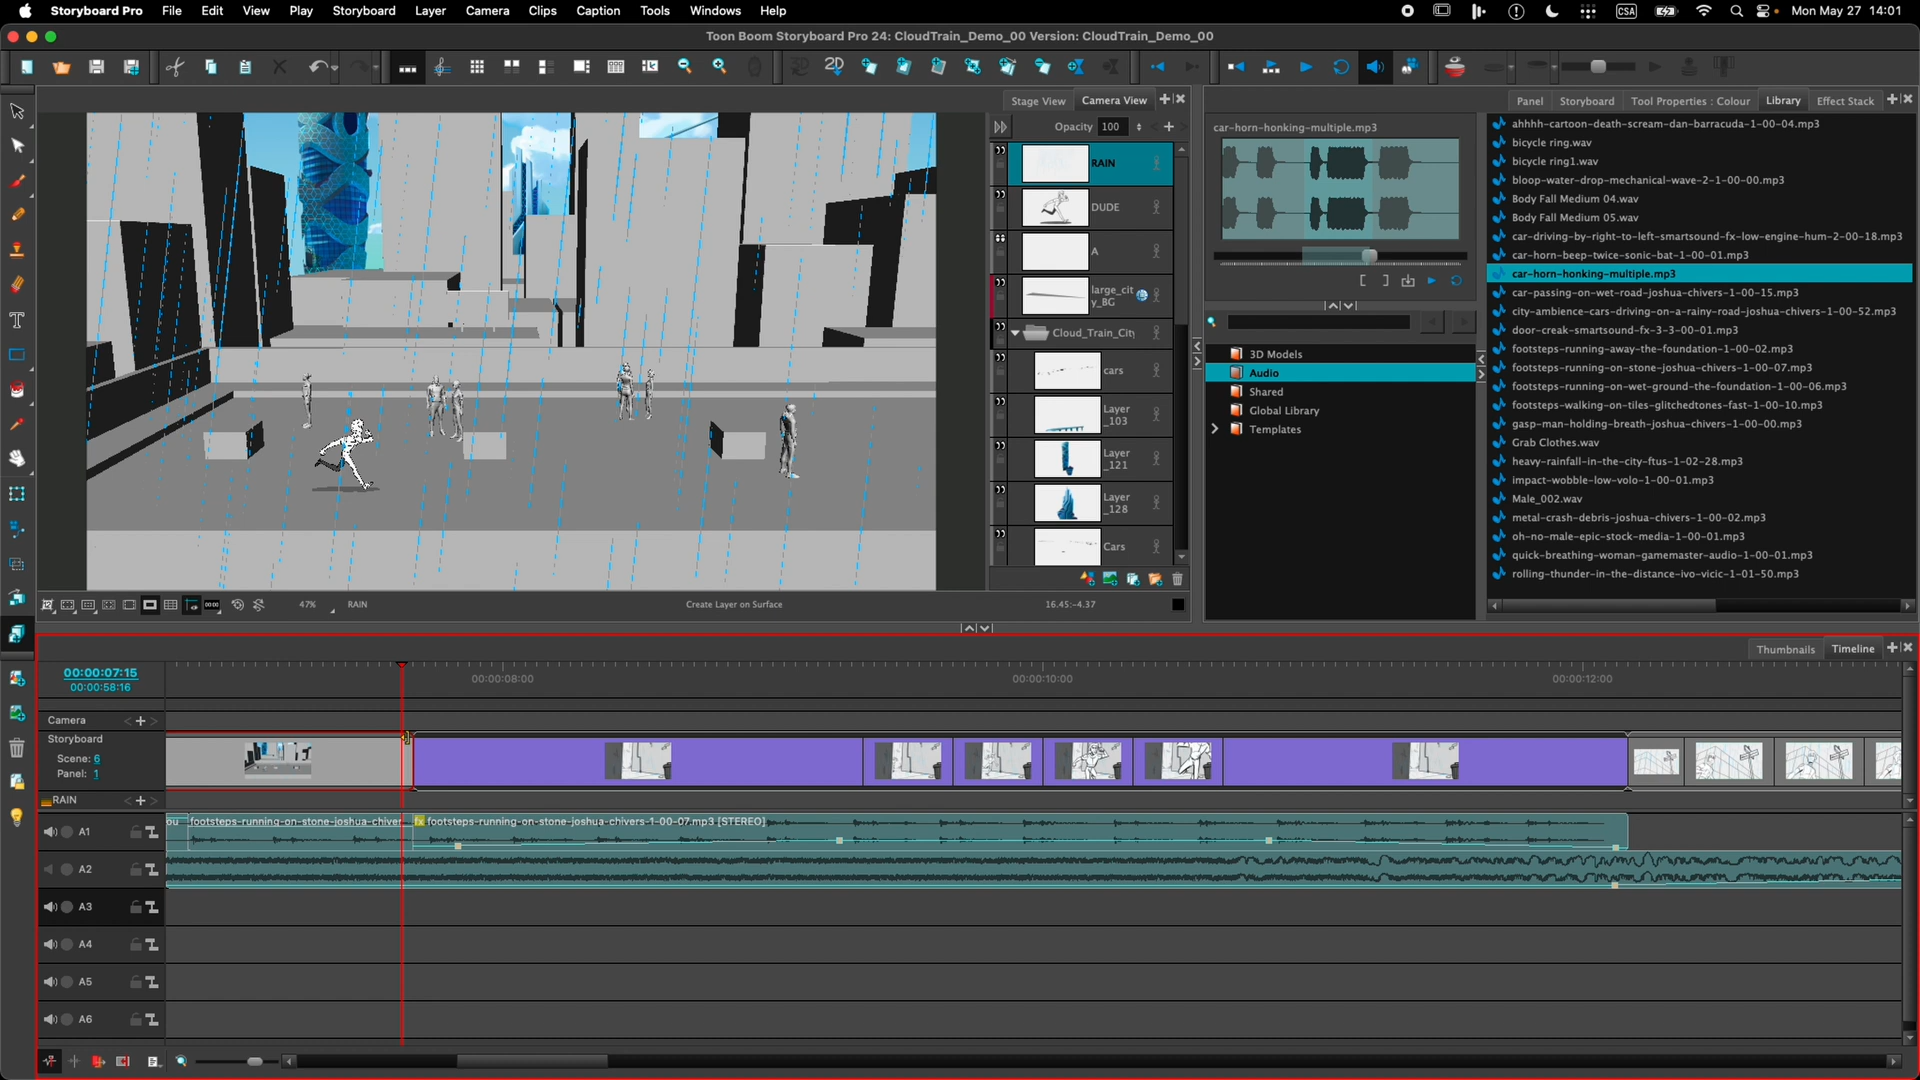 Storyboard Pro File Edit View Play Storyboard Layer Camera Clips Caption Tools Windows Help CSA Mon May 27 14:01
Toon Boom Storyboard Pro 24: CloudTrain_Demo_00 Version: CloudTrain_Demo_00
3D 2D
Stage View Camera View
Opacity 100
RAIN
DUDE
A
large_cit
y_BG
Cloud_Train_City
cars
Layer
_103
Layer
_121
Layer
_128
Cars
47% RAIN Create Layer on Surface 16.45:-4.37
Panel Storyboard Tool Properties : Colour Library Effect Stack
car-horn-honking-multiple.mp3
3D Models
Audio
Shared
Global Library
Templates
ahhhh-cartoon-death-scream-dan-barracuda-1-00-04.mp3
bicycle ring.wav
bicycle ring1.wav
bloop-water-drop-mechanical-wave-2-1-00-00.mp3
Body Fall Medium 04.wav
Body Fall Medium 05.wav
car-driving-by-right-to-left-smartsound-fx-low-engine-hum-2-00-18.mp3
car-horn-beep-twice-sonic-bat-1-00-01.mp3
car-horn-honking-multiple.mp3
car-passing-on-wet-road-joshua-chivers-1-00-15.mp3
city-ambience-cars-driving-on-a-rainy-road-joshua-chivers-1-00-52.mp3
door-creak-smartsound-fx-3-3-00-01.mp3
footsteps-running-away-the-foundation-1-00-02.mp3
footsteps-running-on-stone-joshua-chivers-1-00-07.mp3
footsteps-running-on-wet-ground-the-foundation-1-00-06.mp3
footsteps-walking-on-tiles-glitchedtones-fast-1-00-10.mp3
gasp-man-holding-breath-joshua-chivers-1-00-00.mp3
Grab Clothes.wav
heavy-rainfall-in-the-city-ftus-1-02-28.mp3
impact-wobble-low-volo-1-00-01.mp3
Male_002.wav
metal-crash-debris-joshua-chivers-1-00-02.mp3
oh-no-male-epic-stock-media-1-00-01.mp3
quick-breathing-woman-gamemaster-audio-1-00-01.mp3
rolling-thunder-in-the-distance-ivo-vicic-1-01-50.mp3
Thumbnails Timeline
00:00:07:15
00:00:58:16
00:00:08:00 00:00:10:00 00:00:12:00
Camera
Storyboard
Scene: 6
Panel: 1
RAIN
A1 ou footsteps-running-on-stone-joshua-chiver... fx footsteps-running-on-stone-joshua-chivers-1-00-07.mp3 [STEREO]
A2
A3
A4
A5
A6